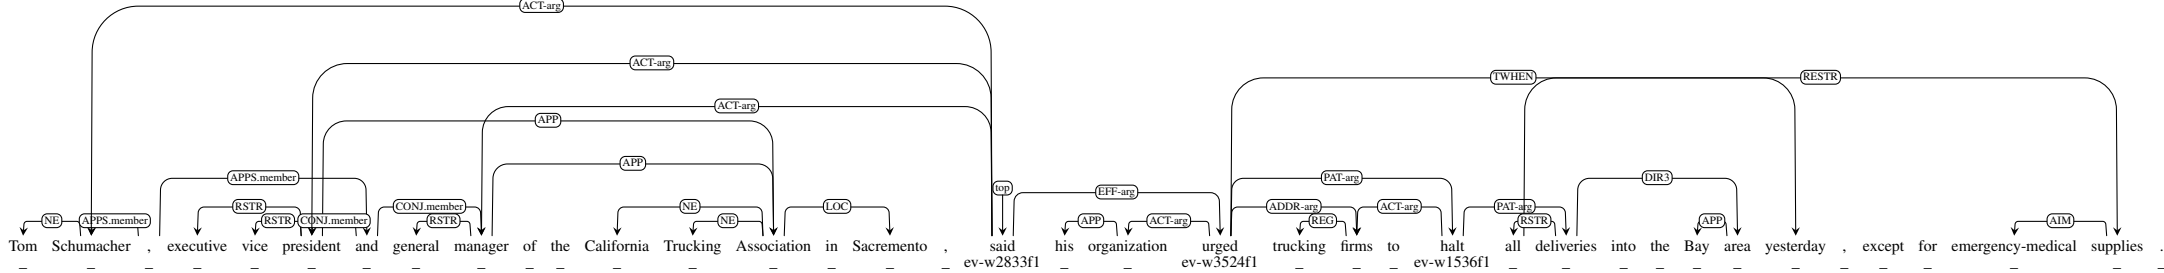 ACT-arg
ACT-arg
TWHEN RESTR
ACT-arg
APP
APP
APPS.member PAT-arg DIR3
top EFF-arg
RSTR CONJ.member NE LOC ADDR-arg ACT-arg PAT-arg
NE APPS.member RSTR CONJ.member RSTR NE APP ACT-arg REG RSTR APP AIM
Tom Schumacher , executive vice president and general manager of the California Trucking Association in Sacremento , said his organization urged trucking firms to halt all deliveries into the Bay area yesterday , except for emergency-medical supplies .
_ _ _ _ _ _ _ _ _ _ _ _ _ _ _ _ _ ev-w2833f1 _ _ ev-w3524f1 _ _ _ ev-w1536f1 _ _ _ _ _ _ _ _ _ _ _ _ _